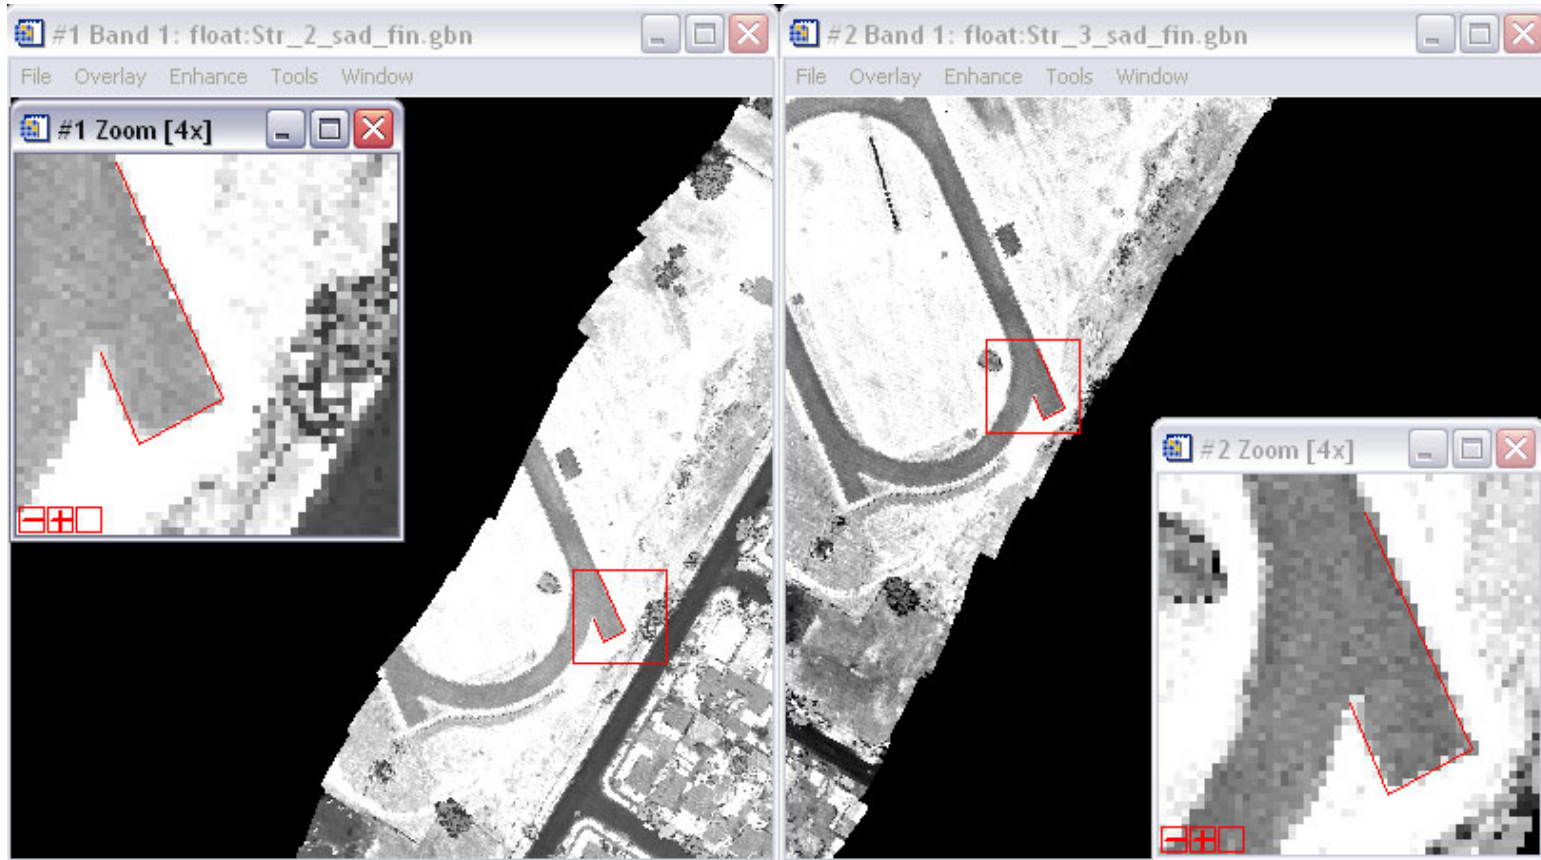 #1 Band 1: float:Str_2_sad_fin.gbn
File Overlay Enhance Tools Window
#1 Zoom [4x]
#2 Band 1: float:Str_3_sad_fin.gbn
File Overlay Enhance Tools Window
#2 Zoom [4x]